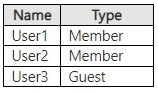 Name Type
User1 Member
User2 Member
User3 Guest